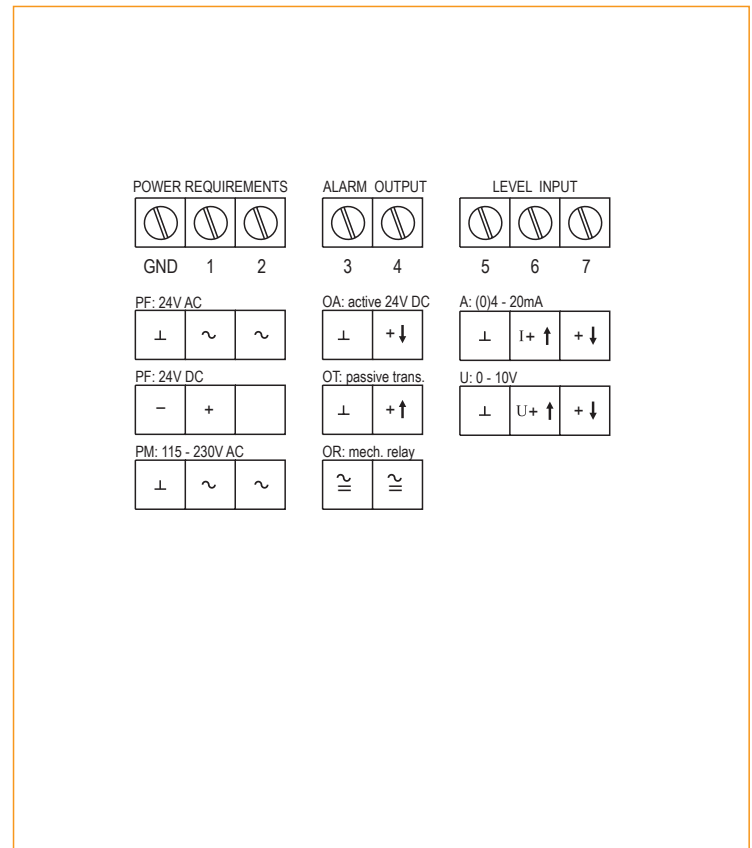 POWER REQUIREMENTS ALARM OUTPUT LEVEL INPUT
GND 1 2 3 4 5 6 7
PF: 24V AC OA: active 24V DC A: (0)4 - 20mA
⊥ ~ ~ ⊥ +↓ ⊥ I+ ↑ +↓
PF: 24V DC OT: passive trans. U: 0 - 10V
− + ⊥ +↑ ⊥ U+ ↑ +↓
PM: 115 - 230V AC OR: mech. relay
⊥ ~ ~ ≅ ≅